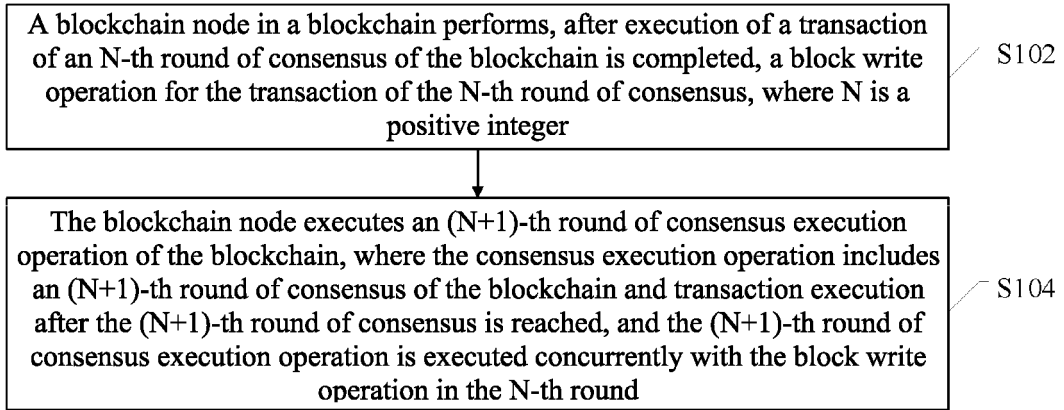 A blockchain node in a blockchain performs, after execution of a transaction
of an N-th round of consensus of the blockchain is completed, a block write
operation for the transaction of the N-th round of consensus, where N is a
positive integer
S102
The blockchain node executes an (N+1)-th round of consensus execution
operation of the blockchain, where the consensus execution operation includes
an (N+1)-th round of consensus of the blockchain and transaction execution
after the (N+1)-th round of consensus is reached, and the (N+1)-th round of
consensus execution operation is executed concurrently with the block write
operation in the N-th round
S104